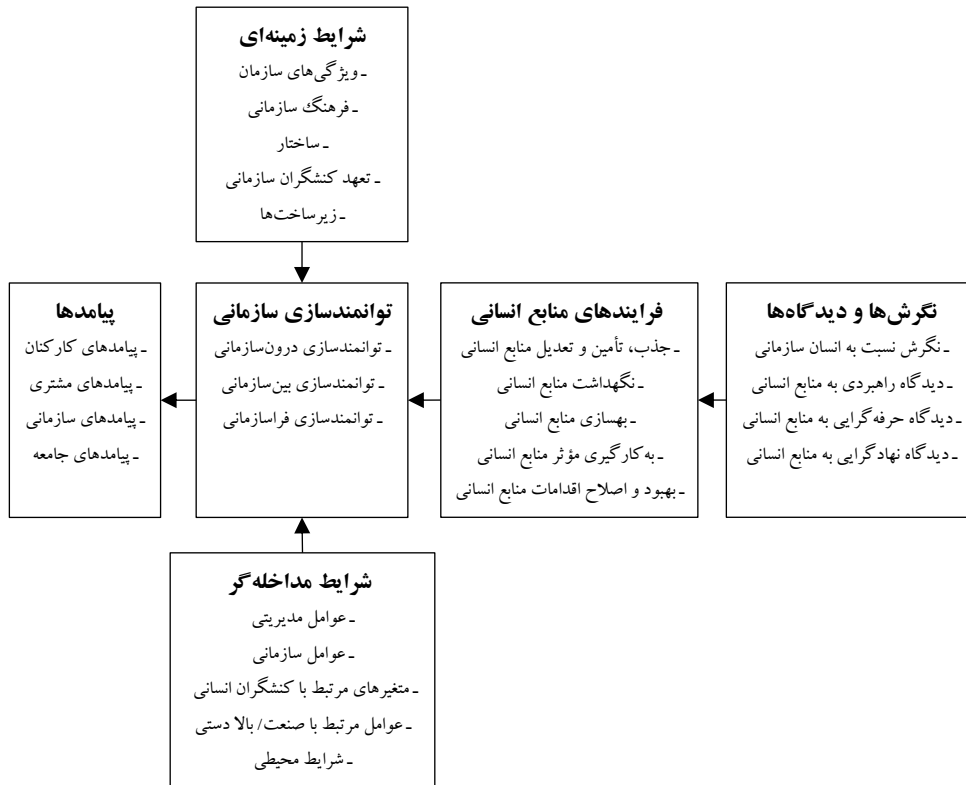 شرایط زمینه‌ای
ـ ویژگی‌های سازمان
ـ فرهنگ سازمانی
ـ ساختار
ـ تعهد کنشگران سازمانی
ـ زیرساخت‌ها
نگرش‌ها و دیدگاه‌ها
ـ نگرش نسبت به انسان سازمانی
ـ دیدگاه راهبردی به منابع انسانی
ـ دیدگاه حرفه‌گرایی به منابع انسانی
ـ دیدگاه نهادگرایی به منابع انسانی
فرایندهای منابع انسانی
ـ جذب، تأمین و تعدیل منابع انسانی
ـ نگهداشت منابع انسانی
ـ بهسازی منابع انسانی
ـ به‌کارگیری مؤثر منابع انسانی
ـ بهبود و اصلاح اقدامات منابع انسانی
توانمندسازی سازمانی
ـ توانمندسازی درون‌سازمانی
ـ توانمندسازی بین‌سازمانی
ـ توانمندسازی فراسازمانی
پیامدها
ـ پیامدهای کارکنان
ـ پیامدهای مشتری
ـ پیامدهای سازمانی
ـ پیامدهای جامعه
شرایط مداخله‌گر
ـ عوامل مدیریتی
ـ عوامل سازمانی
ـ متغیرهای مرتبط با کنشگران انسانی
ـ عوامل مرتبط با صنعت/ بالا دستی
ـ شرایط محیطی